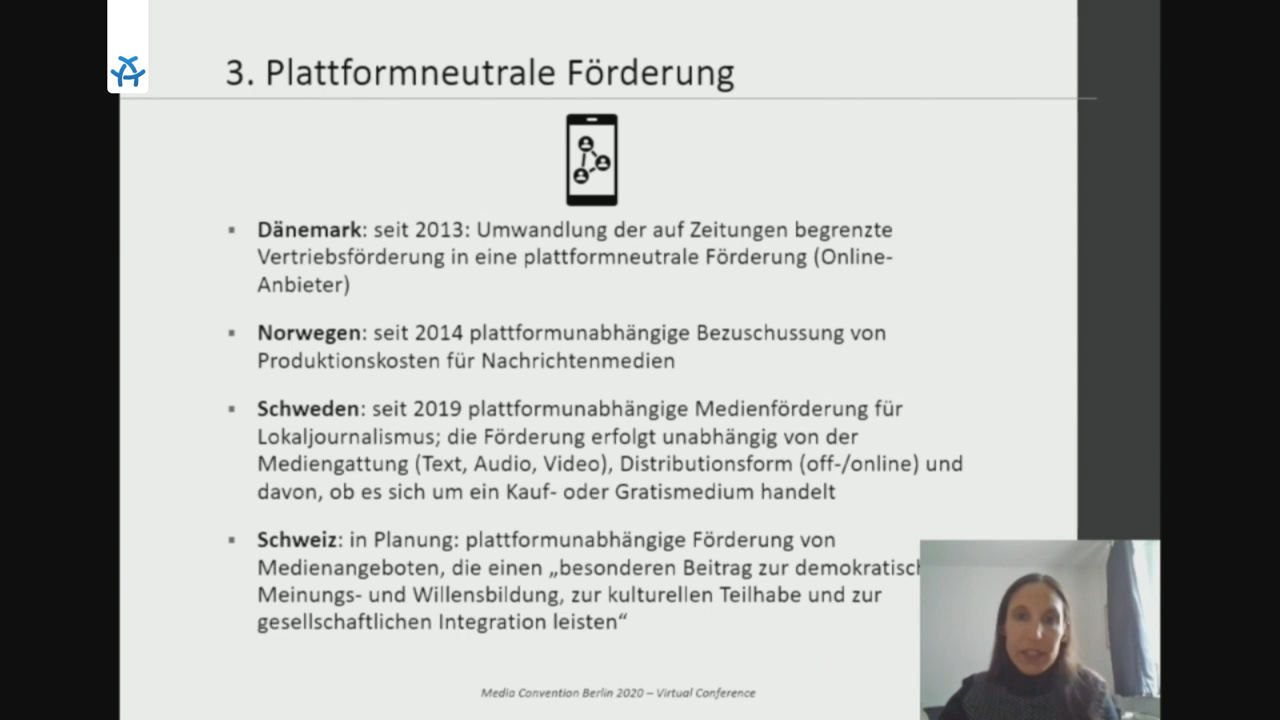 3. Plattformneutrale Förderung
▪ Dänemark: seit 2013: Umwandlung der auf Zeitungen begrenzte
Vertriebsförderung in eine plattformneutrale Förderung (Online-
Anbieter)
▪ Norwegen: seit 2014 plattformunabhängige Bezuschussung von
Produktionskosten für Nachrichtenmedien
▪ Schweden: seit 2019 plattformunabhängige Medienförderung für
Lokaljournalismus; die Förderung erfolgt unabhängig von der
Mediengattung (Text, Audio, Video), Distributionsform (off-/online) und
davon, ob es sich um ein Kauf- oder Gratismedium handelt
▪ Schweiz: in Planung: plattformunabhängige Förderung von
Medienangeboten, die einen „besonderen Beitrag zur demokratisch
Meinungs- und Willensbildung, zur kulturellen Teilhabe und zur
gesellschaftlichen Integration leisten“
Media Convention Berlin 2020 – Virtual Conference